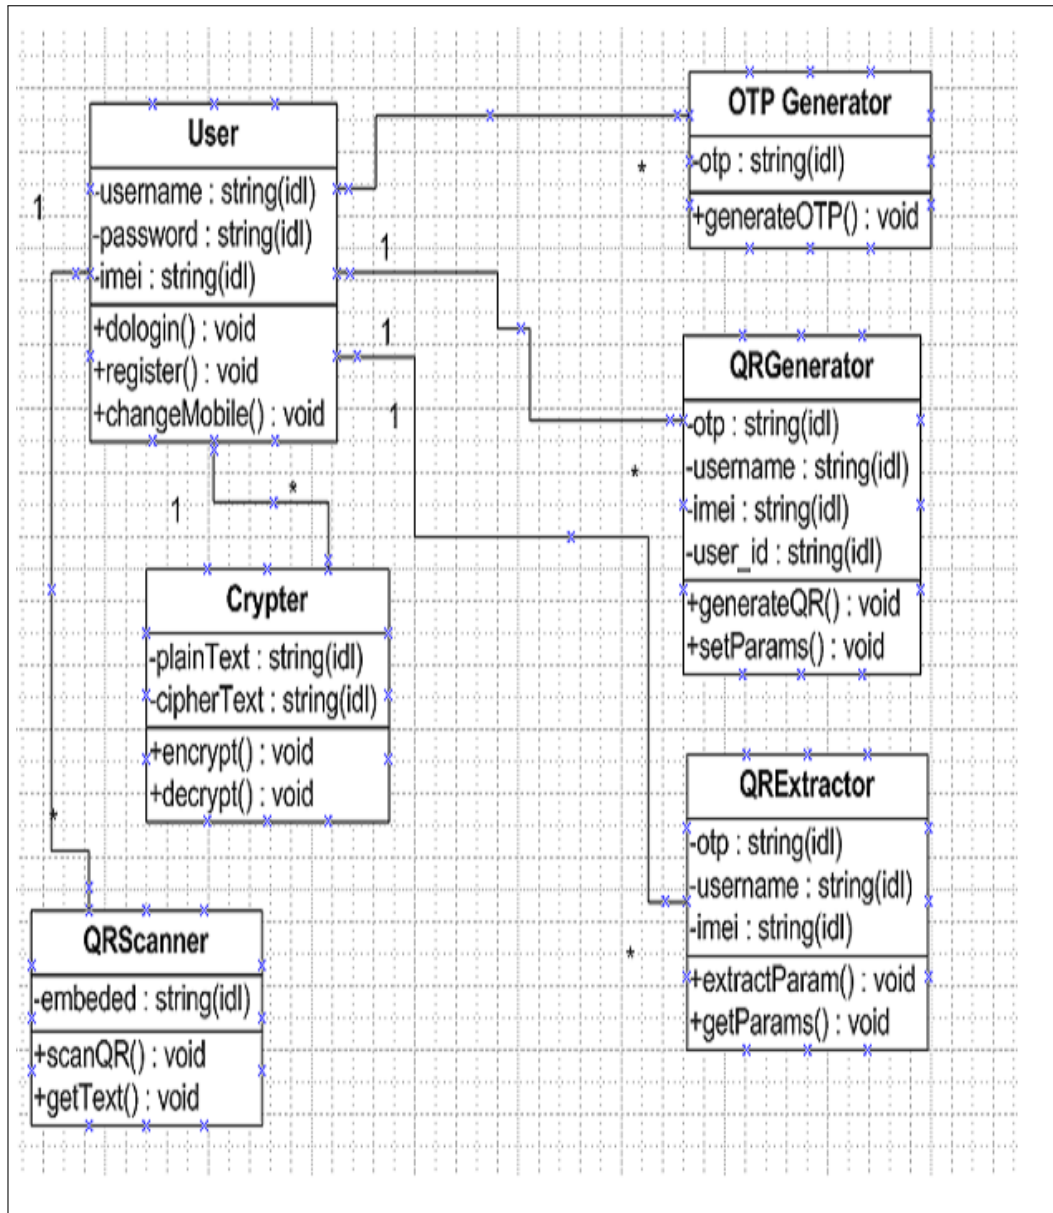 User
-username : string(idl)
-password : string(idl)
-imei : string(idl)
+dologin() : void
+register() : void
+changeMobile() : void
OTP Generator
-otp : string(idl)
+generateOTP() : void
*
1
1
1
1
QRGenerator
-otp : string(idl)
-username : string(idl)
-imei : string(idl)
-user_id : string(idl)
+generateQR() : void
+setParams() : void
*
*
1
Crypter
-plainText : string(idl)
-cipherText : string(idl)
+encrypt() : void
+decrypt() : void
QRExtractor
-otp : string(idl)
-username : string(idl)
-imei : string(idl)
+extractParam() : void
+getParams() : void
*
*
QRScanner
-embeded : string(idl)
+scanQR() : void
+getText() : void